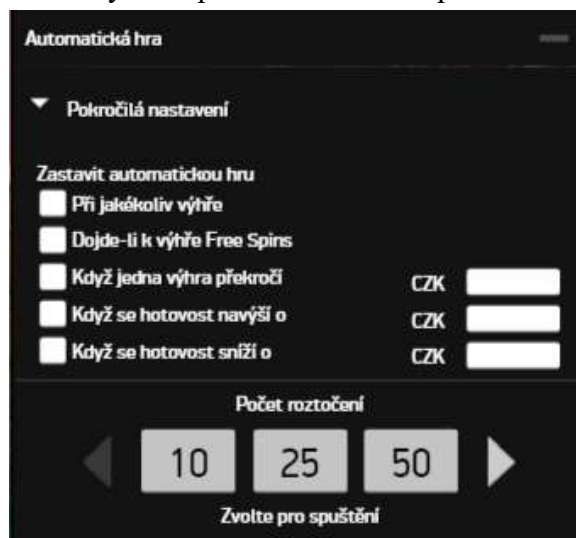 Automatická hra
Pokročilá nastavení
Zastavit automatickou hru
Při jakékoliv výhře
Dojde-li k výhře Free Spins
Když jedna výhra překročí CZK
Když se hotovost navýší o CZK
Když se hotovost sníží o CZK
Počet roztočení
10 25 50
Zvolte pro spuštění